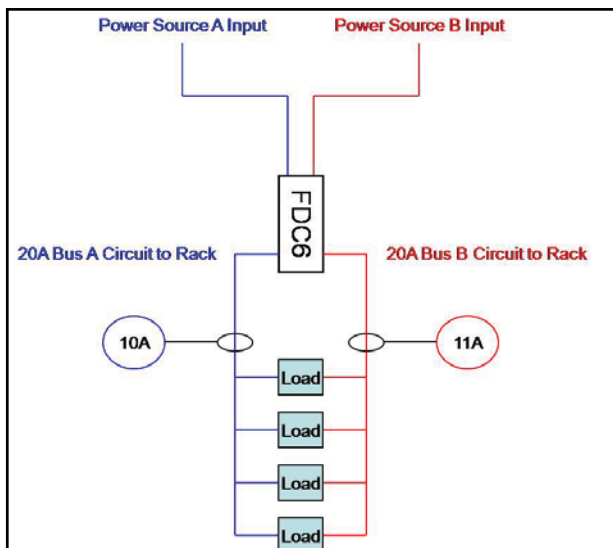 Power Source A Input Power Source B Input
FDC6
20A Bus A Circuit to Rack 20A Bus B Circuit to Rack
10A 11A
Load
Load
Load
Load